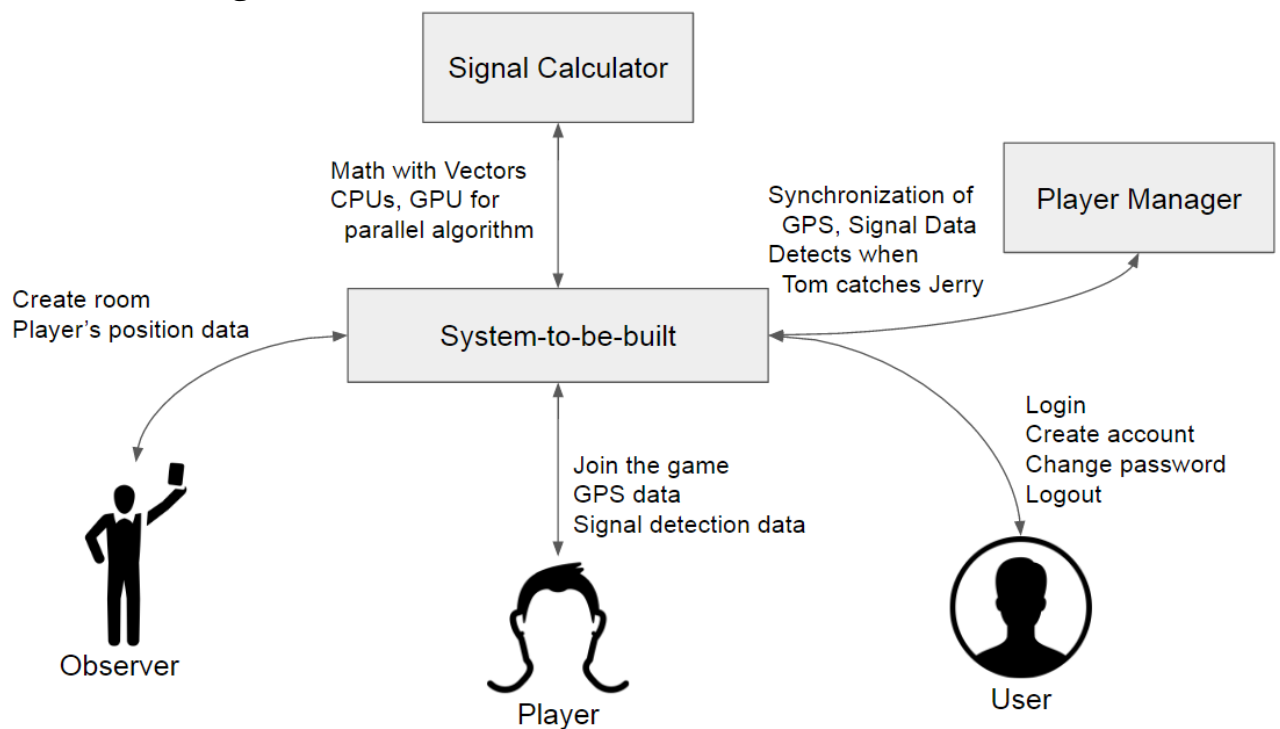 Signal Calculator
Math with Vectors
CPUs, GPU for
parallel algorithm
Synchronization of
GPS, Signal Data
Detects when
Tom catches Jerry
Player Manager
Create room
Player's position data
System-to-be-built
Join the game
GPS data
Signal detection data
Login
Create account
Change password
Logout
Observer
Player
User